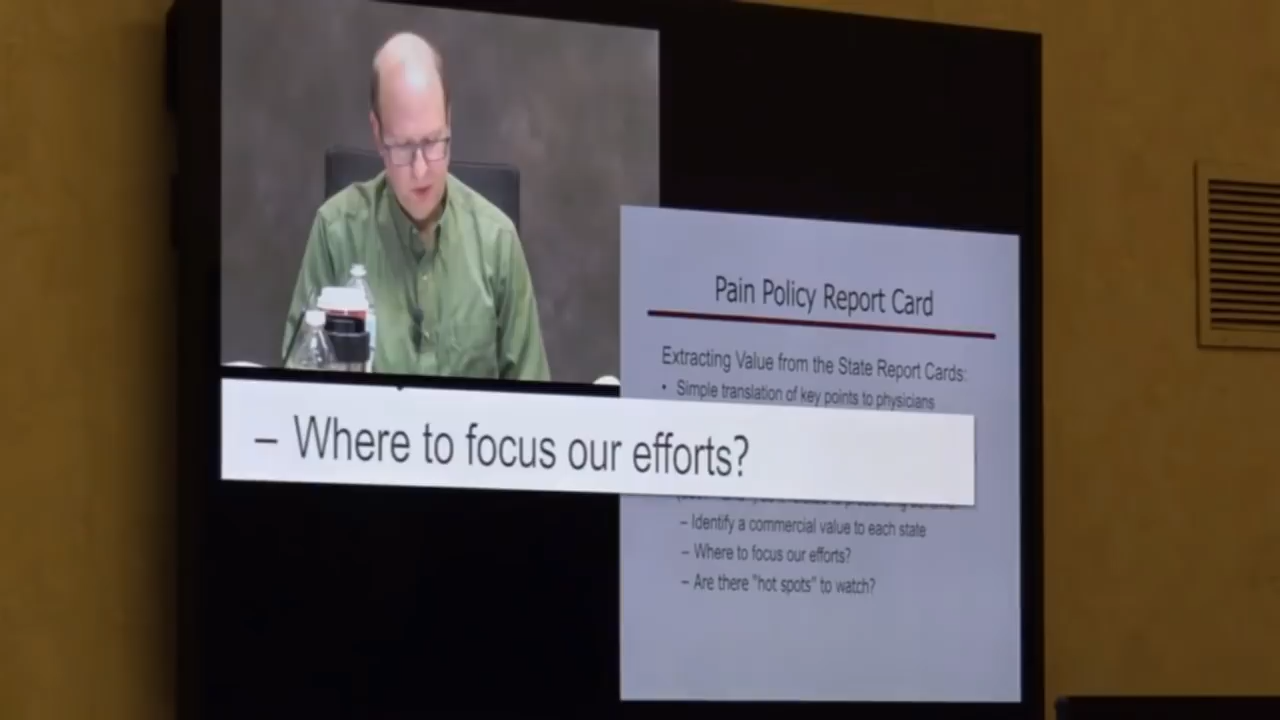 Pain Policy Report Card
Extracting Value from the State Report Cards:
• Simple translation of key points to physicians
– Where to focus our efforts?
– Identify a commercial value to each state
– Where to focus our efforts?
– Are there "hot spots" to watch?